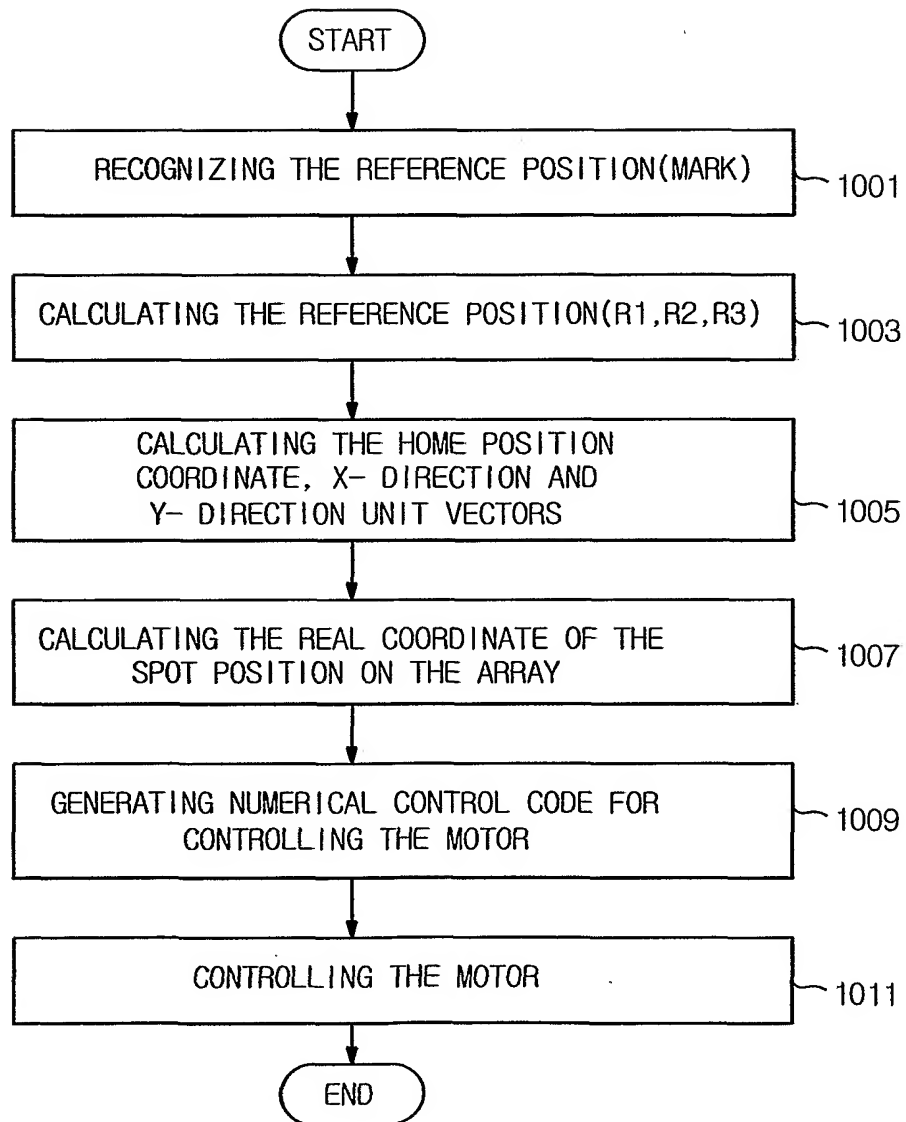 START
RECOGNIZING THE REFERENCE POSITION(MARK)
1001
CALCULATING THE REFERENCE POSITION(R1,R2,R3)
1003
CALCULATING THE HOME POSITION
COORDINATE, X- DIRECTION AND
Y- DIRECTION UNIT VECTORS
1005
CALCULATING THE REAL COORDINATE OF THE
SPOT POSITION ON THE ARRAY
1007
GENERATING NUMERICAL CONTROL CODE FOR
CONTROLLING THE MOTOR
1009
CONTROLLING THE MOTOR
1011
END